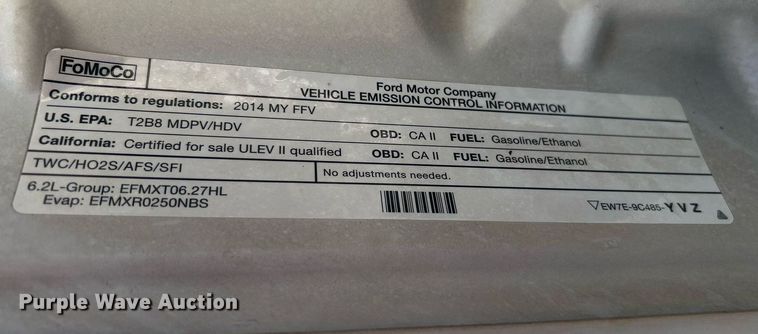 FoMoCo
Ford Motor Company
VEHICLE EMISSION CONTROL INFORMATION
Conforms to regulations: 2014 MY FFV
U.S. EPA: T2B8 MDPV/HDV OBD: CA II FUEL: Gasoline/Ethanol
California: Certified for sale ULEV II qualified OBD: CA II FUEL: Gasoline/Ethanol
TWC/HO2S/AFS/SFI No adjustments needed.
6.2L-Group: EFMXT06.27HL
Evap: EFMXR0250NBS
EW7E-9C485-YVZ
Purple Wave Auction